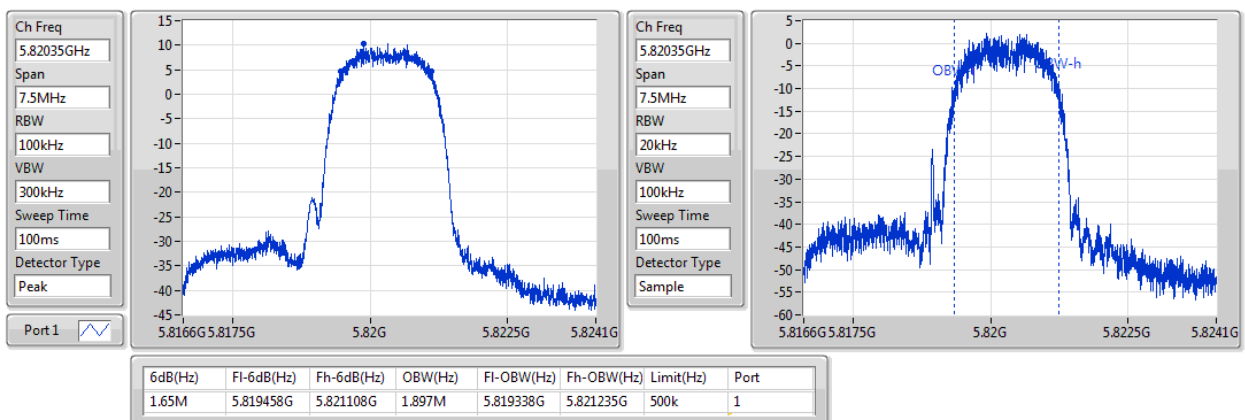 Ch Freq
5.82035GHz
Span
7.5MHz
RBW
100kHz
VBW
300kHz
Sweep Time
100ms
Detector Type
Peak
Port 1
15
10
5
0
-5
-10
-15
-20
-25
-30
-35
-40
-45
5.8166G 5.8175G 5.82G 5.8225G 5.8241G
Ch Freq
5.82035GHz
Span
7.5MHz
RBW
20kHz
VBW
100kHz
Sweep Time
100ms
Detector Type
Sample
5
0
-5
-10
-15
-20
-25
-30
-35
-40
-45
-50
-55
-60
5.8166G 5.8175G 5.82G 5.8225G 5.8241G
6dB(Hz) Fl-6dB(Hz) Fh-6dB(Hz) OBW(Hz) Fl-OBW(Hz) Fh-OBW(Hz) Limit(Hz) Port
1.65M 5.819458G 5.821108G 1.897M 5.819338G 5.821235G 500k 1